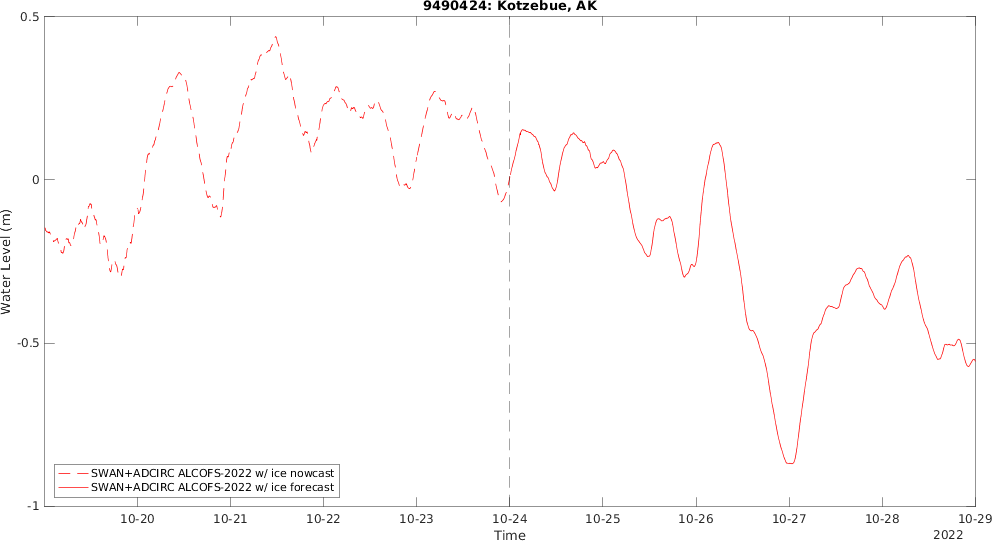 9490424: Kotzebue, AK
0.5
0
-0.5
-1
Water Level (m)
SWAN+ADCIRC ALCOFS-2022 w/ ice nowcast
SWAN+ADCIRC ALCOFS-2022 w/ ice forecast
10-20 10-21 10-22 10-23 10-24 10-25 10-26 10-27 10-28 10-29
Time
2022